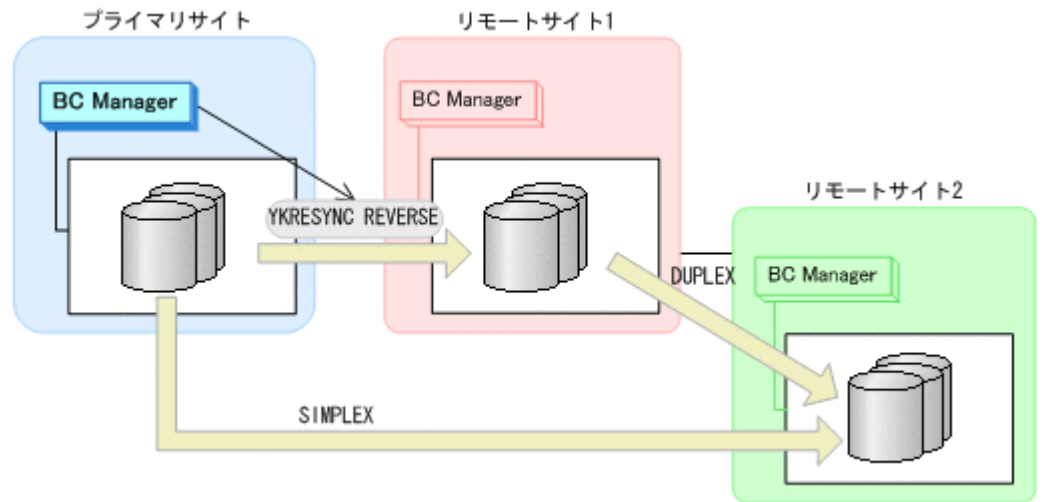 プライマリサイト
リモートサイト1
BC Manager
BC Manager
リモートサイト2
YKRESYNC REVERSE
DUPLEX
BC Manager
SIMPLEX